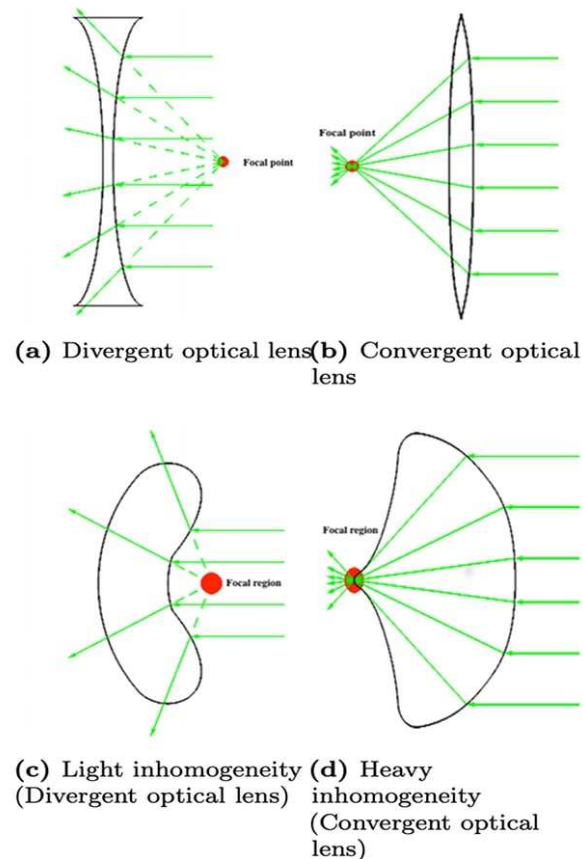 Focal point
Focal point
(a) Divergent optical lens
(b) Convergent optical
lens
Focal region
Focal region
(c) Light inhomogeneity
(Divergent optical lens)
(d) Heavy
inhomogeneity
(Convergent optical
lens)